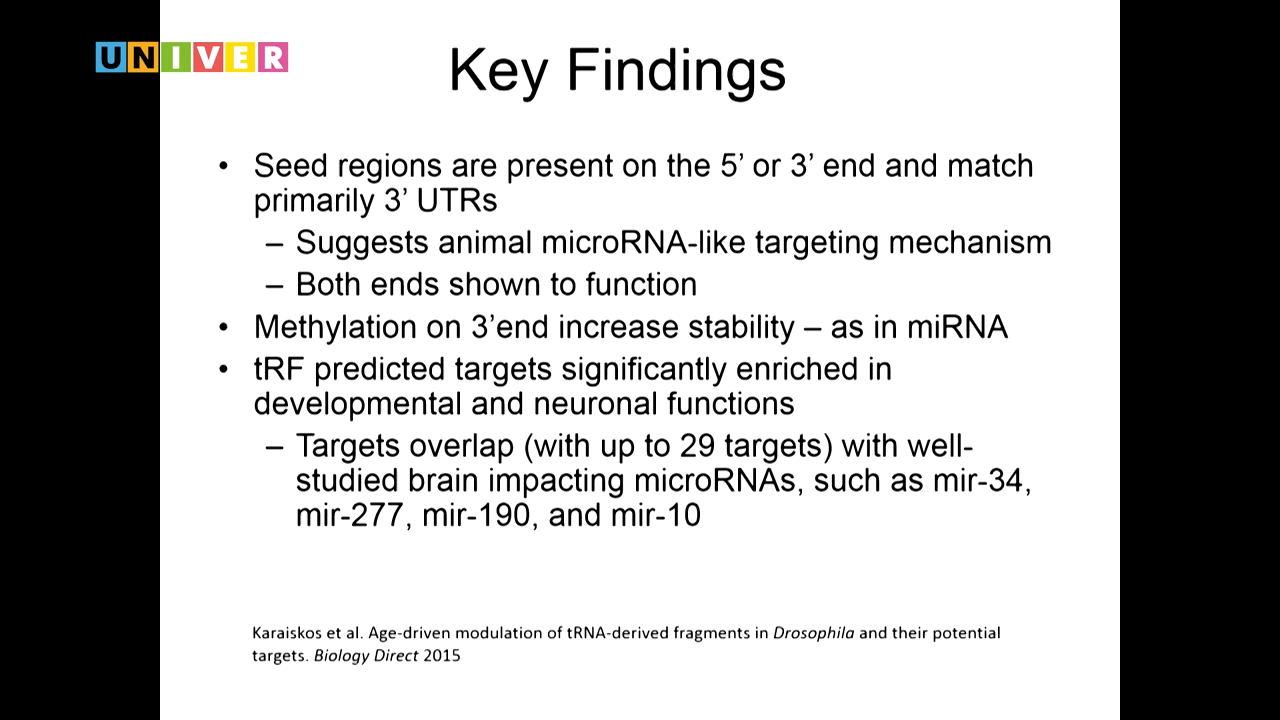 UNIVER
Key Findings
• Seed regions are present on the 5’ or 3’ end and match
primarily 3’ UTRs
– Suggests animal microRNA-like targeting mechanism
– Both ends shown to function
• Methylation on 3’end increase stability – as in miRNA
• tRF predicted targets significantly enriched in
developmental and neuronal functions
– Targets overlap (with up to 29 targets) with well-
studied brain impacting microRNAs, such as mir-34,
mir-277, mir-190, and mir-10
Karaiskos et al. Age-driven modulation of tRNA-derived fragments in Drosophila and their potential
targets. Biology Direct 2015